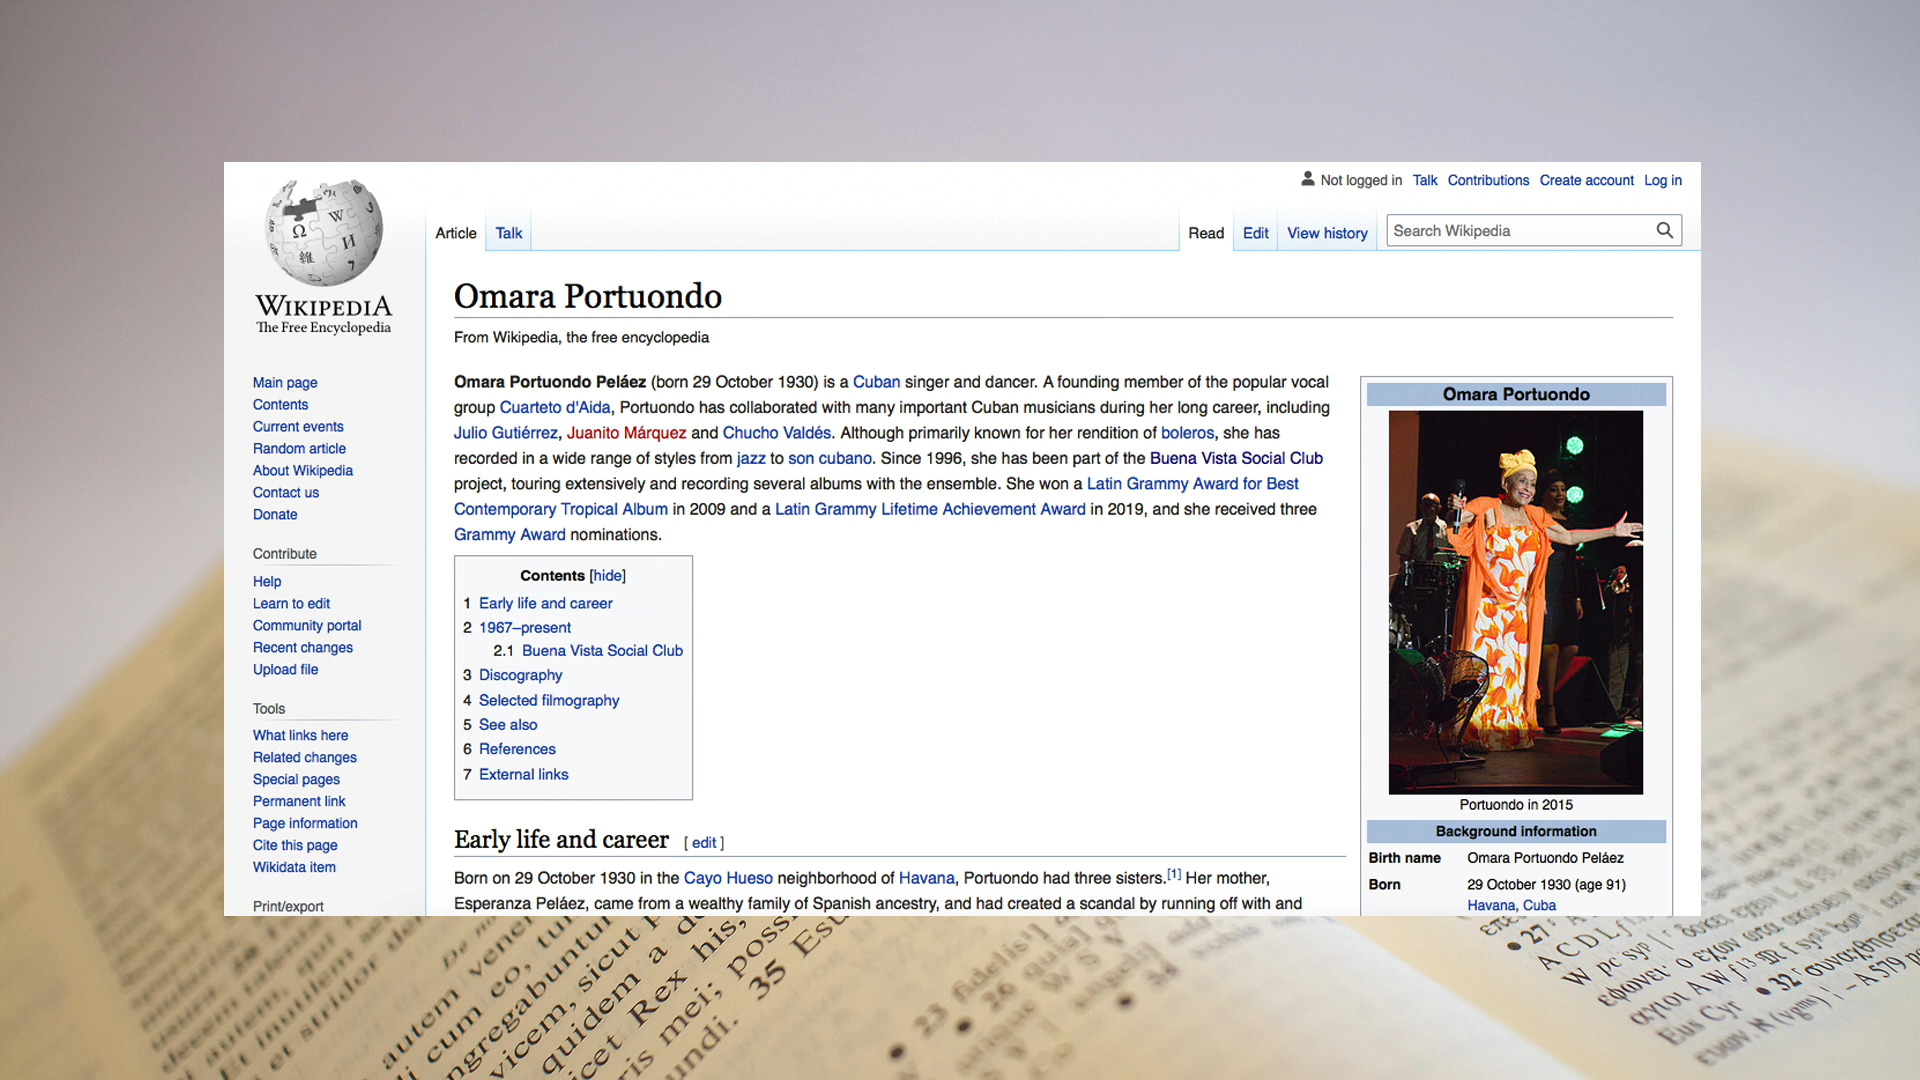 Not logged in Talk Contributions Create account Log in
Article Talk Read Edit View history Search Wikipedia
WIKIPEDIA
The Free Encyclopedia
Main page
Contents
Current events
Random article
About Wikipedia
Contact us
Donate
Contribute
Help
Learn to edit
Community portal
Recent changes
Upload file
Tools
What links here
Related changes
Special pages
Permanent link
Page information
Cite this page
Wikidata item
Print/export
Omara Portuondo
From Wikipedia, the free encyclopedia
Omara Portuondo Peláez (born 29 October 1930) is a Cuban singer and dancer. A founding member of the popular vocal
group Cuarteto d'Aida, Portuondo has collaborated with many important Cuban musicians during her long career, including
Julio Gutiérrez, Juanito Márquez and Chucho Valdés. Although primarily known for her rendition of boleros, she has
recorded in a wide range of styles from jazz to son cubano. Since 1996, she has been part of the Buena Vista Social Club
project, touring extensively and recording several albums with the ensemble. She won a Latin Grammy Award for Best
Contemporary Tropical Album in 2009 and a Latin Grammy Lifetime Achievement Award in 2019, and she received three
Grammy Award nominations.
Contents [hide]
1 Early life and career
2 1967–present
2.1 Buena Vista Social Club
3 Discography
4 Selected filmography
5 See also
6 References
7 External links
Early life and career [ edit ]
Born on 29 October 1930 in the Cayo Hueso neighborhood of Havana, Portuondo had three sisters.[1] Her mother,
Esperanza Peláez, came from a wealthy family of Spanish ancestry, and had created a scandal by running off with and
Omara Portuondo
Portuondo in 2015
Background information
Birth name Omara Portuondo Peláez
Born 29 October 1930 (age 91)
Havana, Cuba
autem
cum eo,
vicem, sicut
quidem a
Rex his,
mei; poss
35